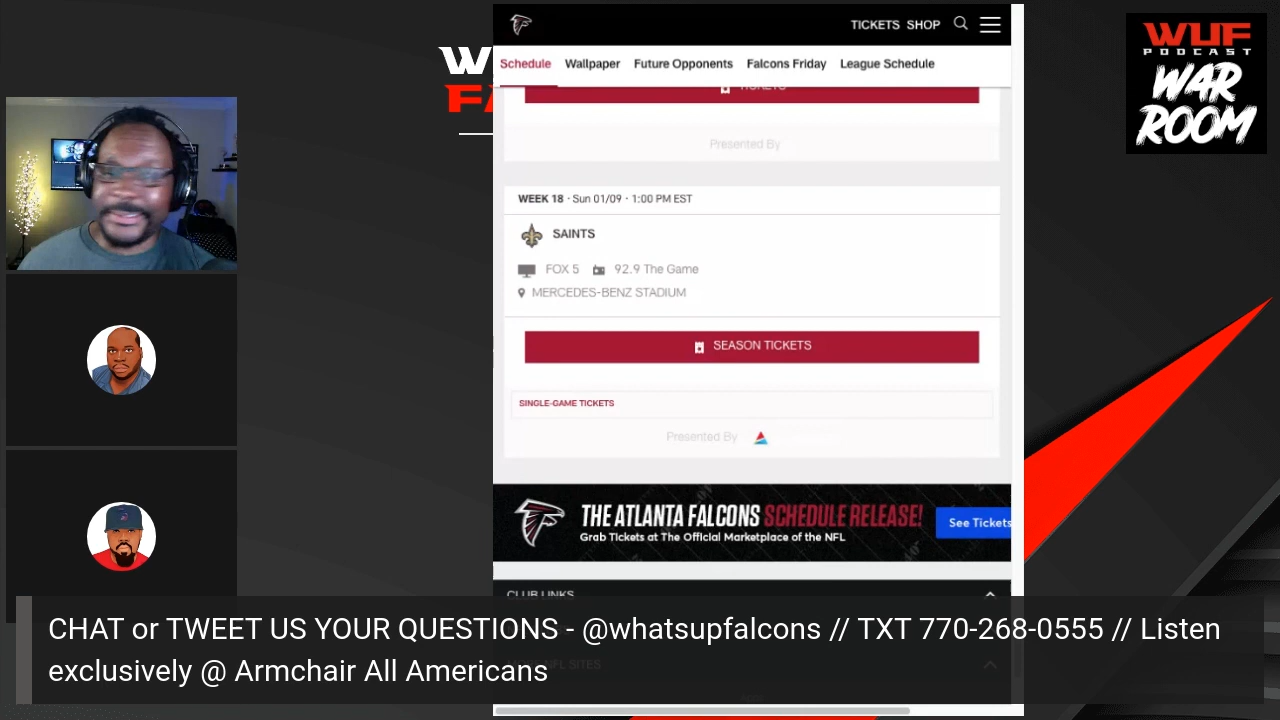 TICKETS SHOP
Schedule Wallpaper Future Opponents Falcons Friday League Schedule
TICKETS
Presented By
WEEK 18 · Sun 01/09 · 1:00 PM EST
SAINTS
FOX 5 92.9 The Game
MERCEDES-BENZ STADIUM
SEASON TICKETS
SINGLE-GAME TICKETS
Presented By
THE ATLANTA FALCONS SCHEDULE RELEASE!
Grab Tickets at The Official Marketplace of the NFL
See Tickets
CLUB LINKS
NFL SITES
WUF
PODCAST
WAR
ROOM
W
FA
CHAT or TWEET US YOUR QUESTIONS - @whatsupfalcons // TXT 770-268-0555 // Listen
exclusively @ Armchair All Americans